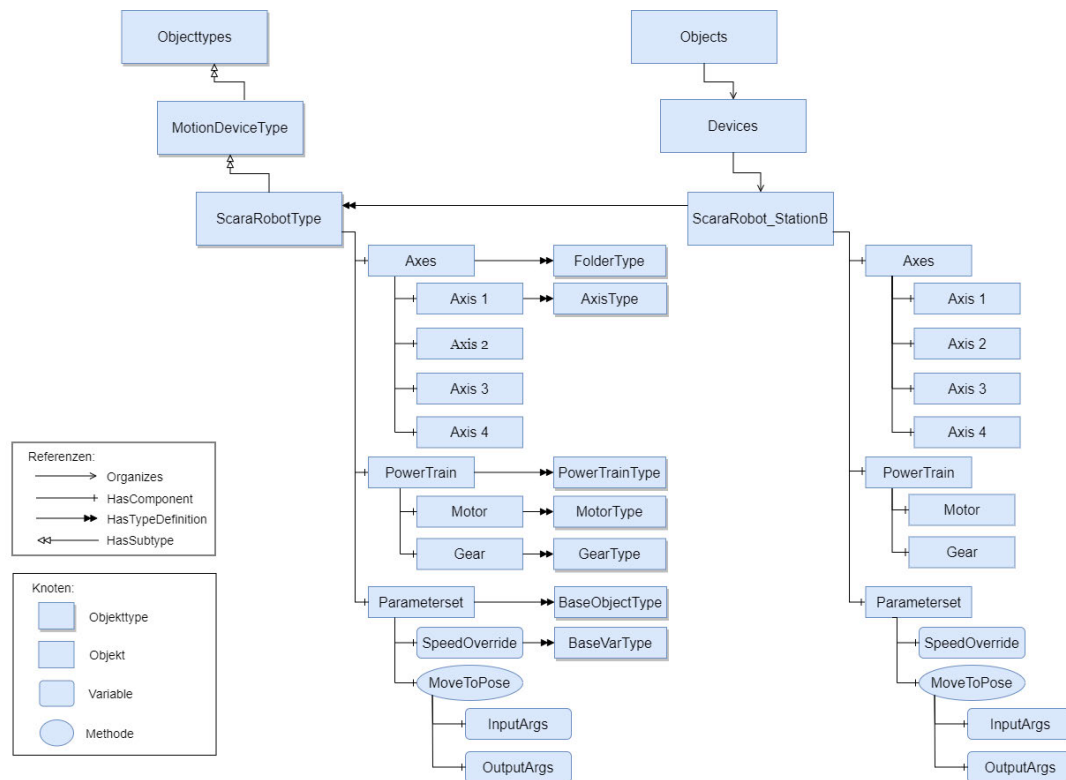 Objecttypes
Objects
MotionDeviceType
Devices
ScaraRobotType
ScaraRobot_StationB
Axes
FolderType
Axes
Axis 1
AxisType
Axis 1
Axis 2
Axis 2
Axis 3
Axis 3
Axis 4
Axis 4
PowerTrain
PowerTrainType
PowerTrain
Motor
MotorType
Motor
Gear
GearType
Gear
Parameterset
BaseObjectType
Parameterset
SpeedOverride
BaseVarType
SpeedOverride
MoveToPose
MoveToPose
InputArgs
InputArgs
OutputArgs
OutputArgs
Referenzen:
Organizes
HasComponent
HasTypeDefinition
HasSubtype
Knoten:
Objekttype
Objekt
Variable
Methode